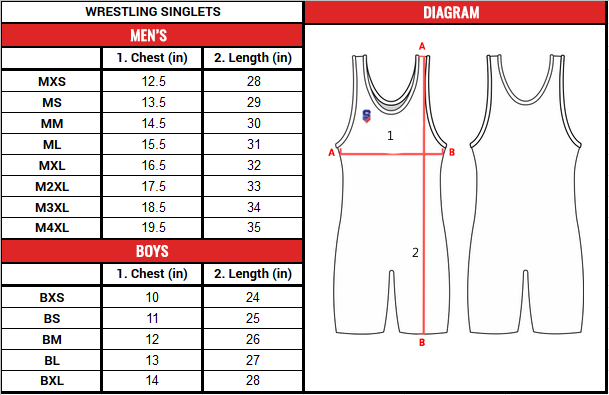 WRESTLING SINGLETS
DIAGRAM
MEN'S
1. Chest (in) 2. Length (in)
MXS 12.5 28
MS 13.5 29
MM 14.5 30
ML 15.5 31
MXL 16.5 32
M2XL 17.5 33
M3XL 18.5 34
M4XL 19.5 35
BOYS
1. Chest (in) 2. Length (in)
BXS 10 24
BS 11 25
BM 12 26
BL 13 27
BXL 14 28
A
S
1
A B
2
B